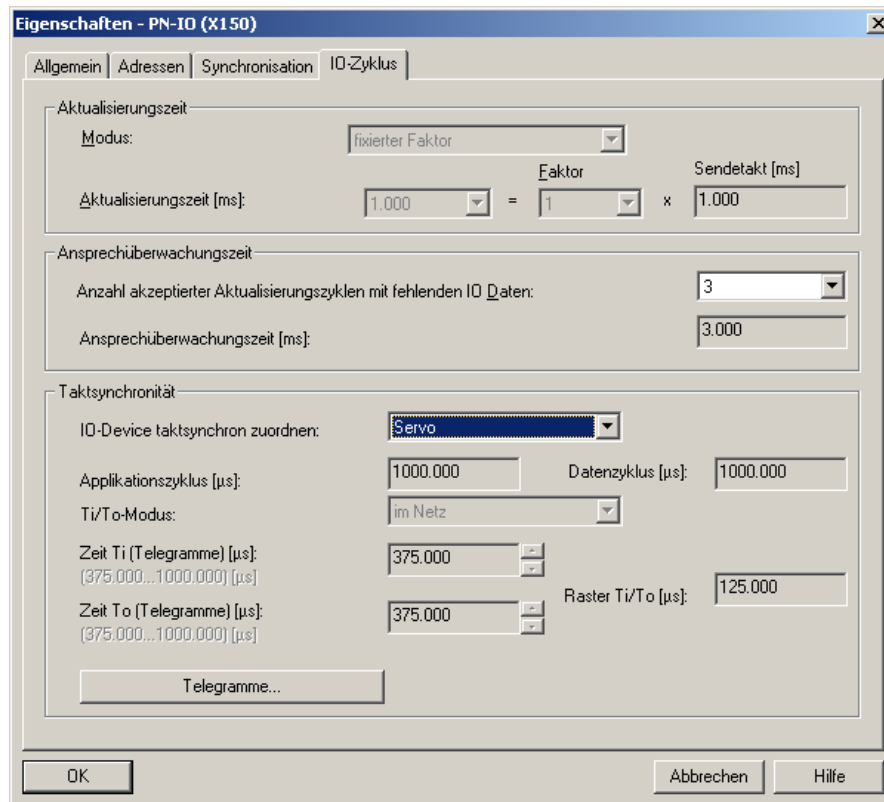 Eigenschaften - PN-IO (X150)
Allgemein Adressen Synchronisation IO-Zyklus
Aktualisierungszeit
Modus: fixierter Faktor
Faktor Sendetakt [ms]
Aktualisierungszeit [ms]: 1.000 = 1 x 1.000
Ansprechüberwachungszeit
Anzahl akzeptierter Aktualisierungszyklen mit fehlenden IO Daten: 3
Ansprechüberwachungszeit [ms]: 3.000
Taktsynchronität
IO-Device taktsynchron zuordnen: Servo
Applikationszyklus [µs]: 1000.000 Datenzyklus [µs]: 1000.000
Ti/To-Modus: im Netz
Zeit Ti (Telegramme) [µs]: 375.000
(375.000...1000.000) [µs]
Raster Ti/To [µs]: 125.000
Zeit To (Telegramme) [µs]: 375.000
(375.000...1000.000) [µs]
Telegramme...
OK Abbrechen Hilfe